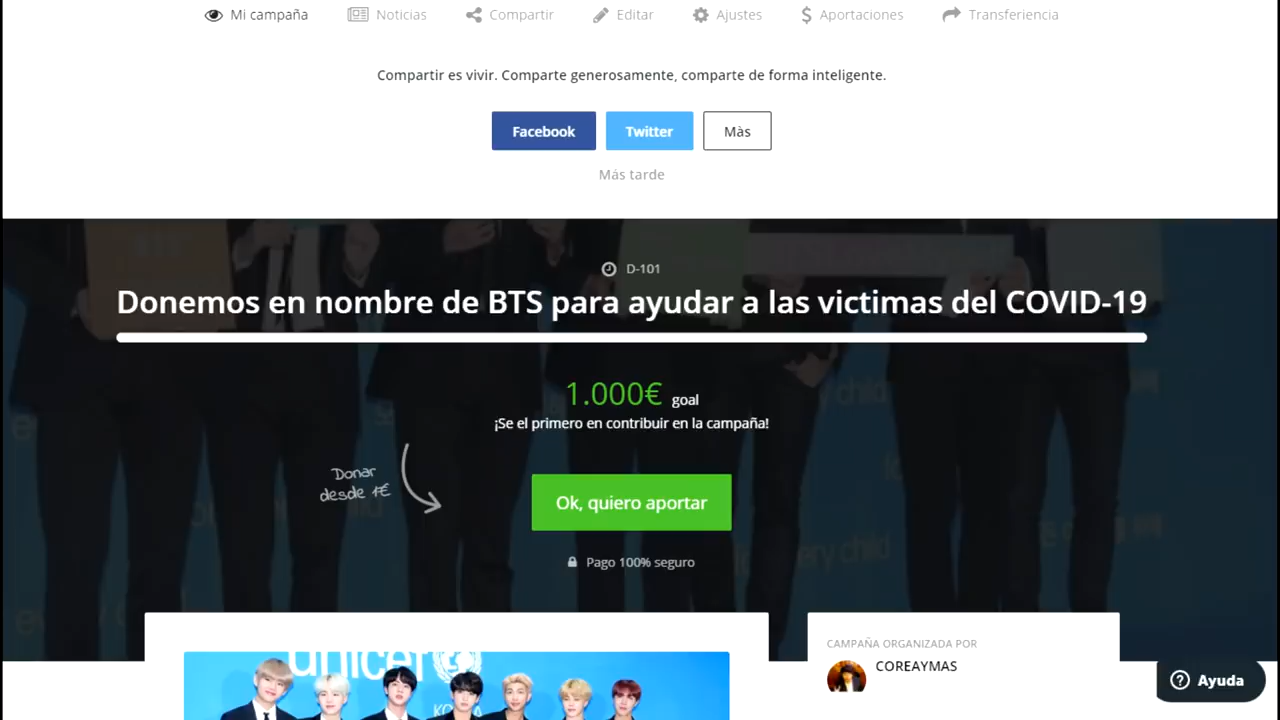 Mi campaña Noticias Compartir Editar Ajustes Aportaciones Transferiencia
Compartir es vivir. Comparte generosamente, comparte de forma inteligente.
Facebook Twitter Màs
Más tarde
D-101
Donemos en nombre de BTS para ayudar a las victimas del COVID-19
1.000€ goal
¡Se el primero en contribuir en la campaña!
Donar
desde 1€
Ok, quiero aportar
Pago 100% seguro
CAMPAÑA ORGANIZADA POR
COREAYMAS
unicef
Ayuda